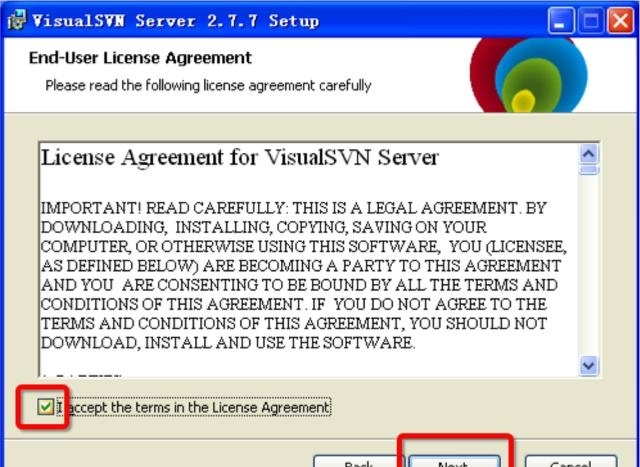 VisualSVN Server 2.7.7 Setup
End-User License Agreement
Please read the following license agreement carefully
License Agreement for VisualSVN Server
IMPORTANT! READ CAREFULLY: THIS IS A LEGAL AGREEMENT. BY
DOWNLOADING, INSTALLING, COPYING, SAVING ON YOUR
COMPUTER, OR OTHERWISE USING THIS SOFTWARE, YOU (LICENSEE,
AS DEFINED BELOW) ARE BECOMING A PARTY TO THIS AGREEMENT
AND YOU ARE CONSENTING TO BE BOUND BY ALL THE TERMS AND
CONDITIONS OF THIS AGREEMENT. IF YOU DO NOT AGREE TO THE
TERMS AND CONDITIONS OF THIS AGREEMENT, YOU SHOULD NOT
DOWNLOAD, INSTALL AND USE THE SOFTWARE.
I accept the terms in the License Agreement
Back Next Cancel